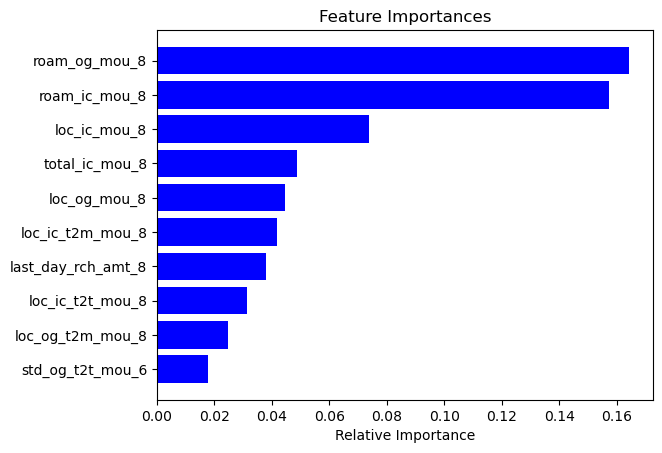 Feature Importances
roam_og_mou_8
roam_ic_mou_8
loc_ic_mou_8
total_ic_mou_8
loc_og_mou_8
loc_ic_t2m_mou_8
last_day_rch_amt_8
loc_ic_t2t_mou_8
loc_og_t2m_mou_8
std_og_t2t_mou_6
0.00 0.02 0.04 0.06 0.08 0.10 0.12 0.14 0.16
Relative Importance